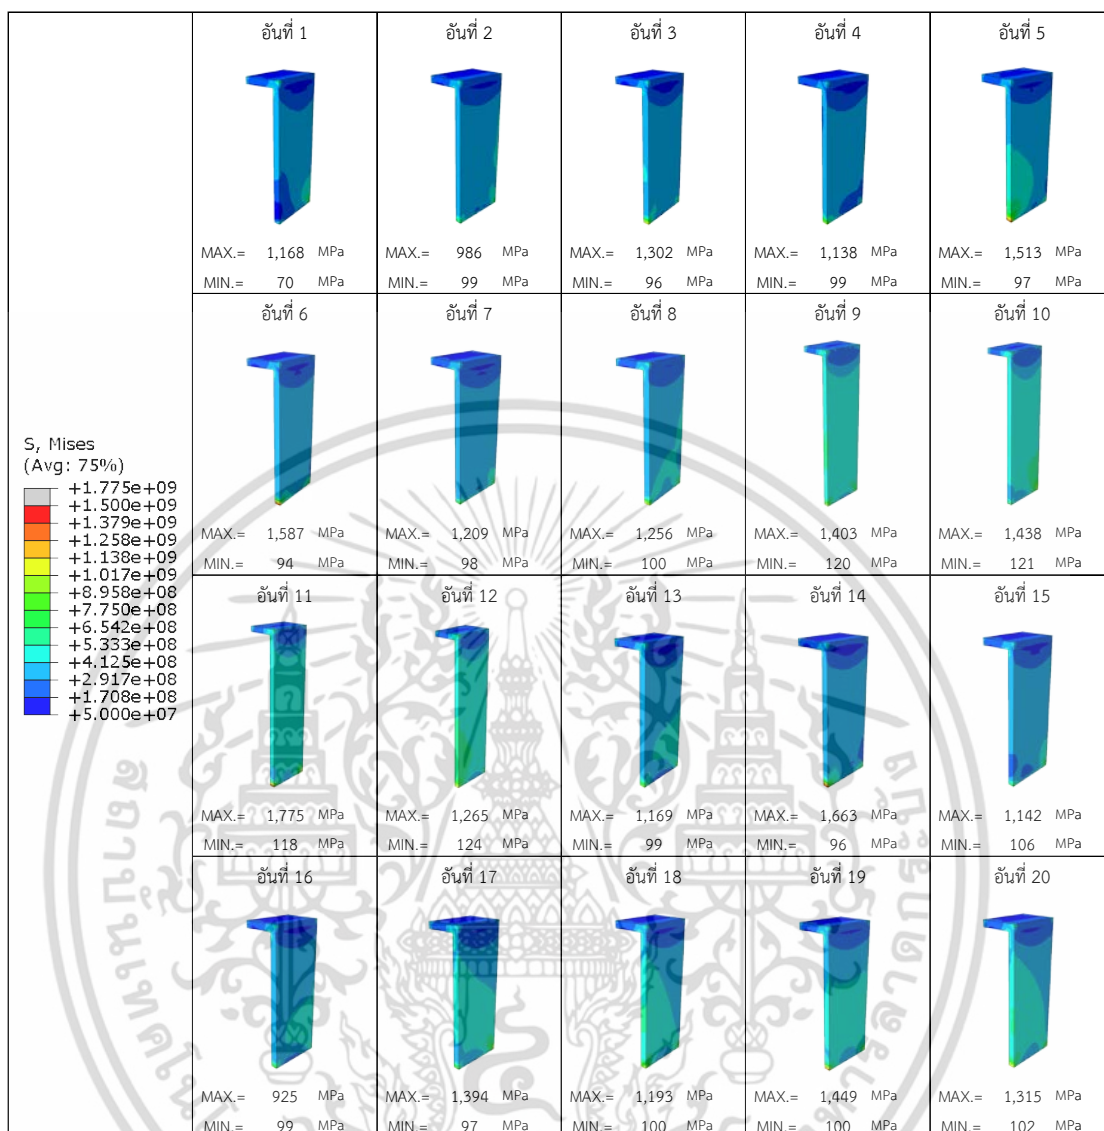 อันที่ 1 อันที่ 2 อันที่ 3 อันที่ 4 อันที่ 5
MAX.= 1,168 MPa MAX.= 986 MPa MAX.= 1,302 MPa MAX.= 1,138 MPa MAX.= 1,513 MPa
MIN.= 70 MPa MIN.= 99 MPa MIN.= 96 MPa MIN.= 99 MPa MIN.= 97 MPa
อันที่ 6 อันที่ 7 อันที่ 8 อันที่ 9 อันที่ 10
S, Mises
(Avg: 75%)
+1.775e+09
+1.500e+09
+1.379e+09
+1.258e+09
+1.138e+09
+1.017e+09
+8.958e+08
+7.750e+08
+6.542e+08
+5.333e+08
+4.125e+08
+2.917e+08
+1.708e+08
+5.000e+07
MAX.= 1,587 MPa MAX.= 1,209 MPa MAX.= 1,256 MPa MAX.= 1,403 MPa MAX.= 1,438 MPa
MIN.= 94 MPa MIN.= 98 MPa MIN.= 100 MPa MIN.= 120 MPa MIN.= 121 MPa
อันที่ 11 อันที่ 12 อันที่ 13 อันที่ 14 อันที่ 15
MAX.= 1,775 MPa MAX.= 1,265 MPa MAX.= 1,169 MPa MAX.= 1,663 MPa MAX.= 1,142 MPa
MIN.= 118 MPa MIN.= 124 MPa MIN.= 99 MPa MIN.= 96 MPa MIN.= 106 MPa
อันที่ 16 อันที่ 17 อันที่ 18 อันที่ 19 อันที่ 20
MAX.= 925 MPa MAX.= 1,394 MPa MAX.= 1,193 MPa MAX.= 1,449 MPa MAX.= 1,315 MPa
MIN.= 99 MPa MIN.= 97 MPa MIN.= 100 MPa MIN.= 100 MPa MIN.= 102 MPa